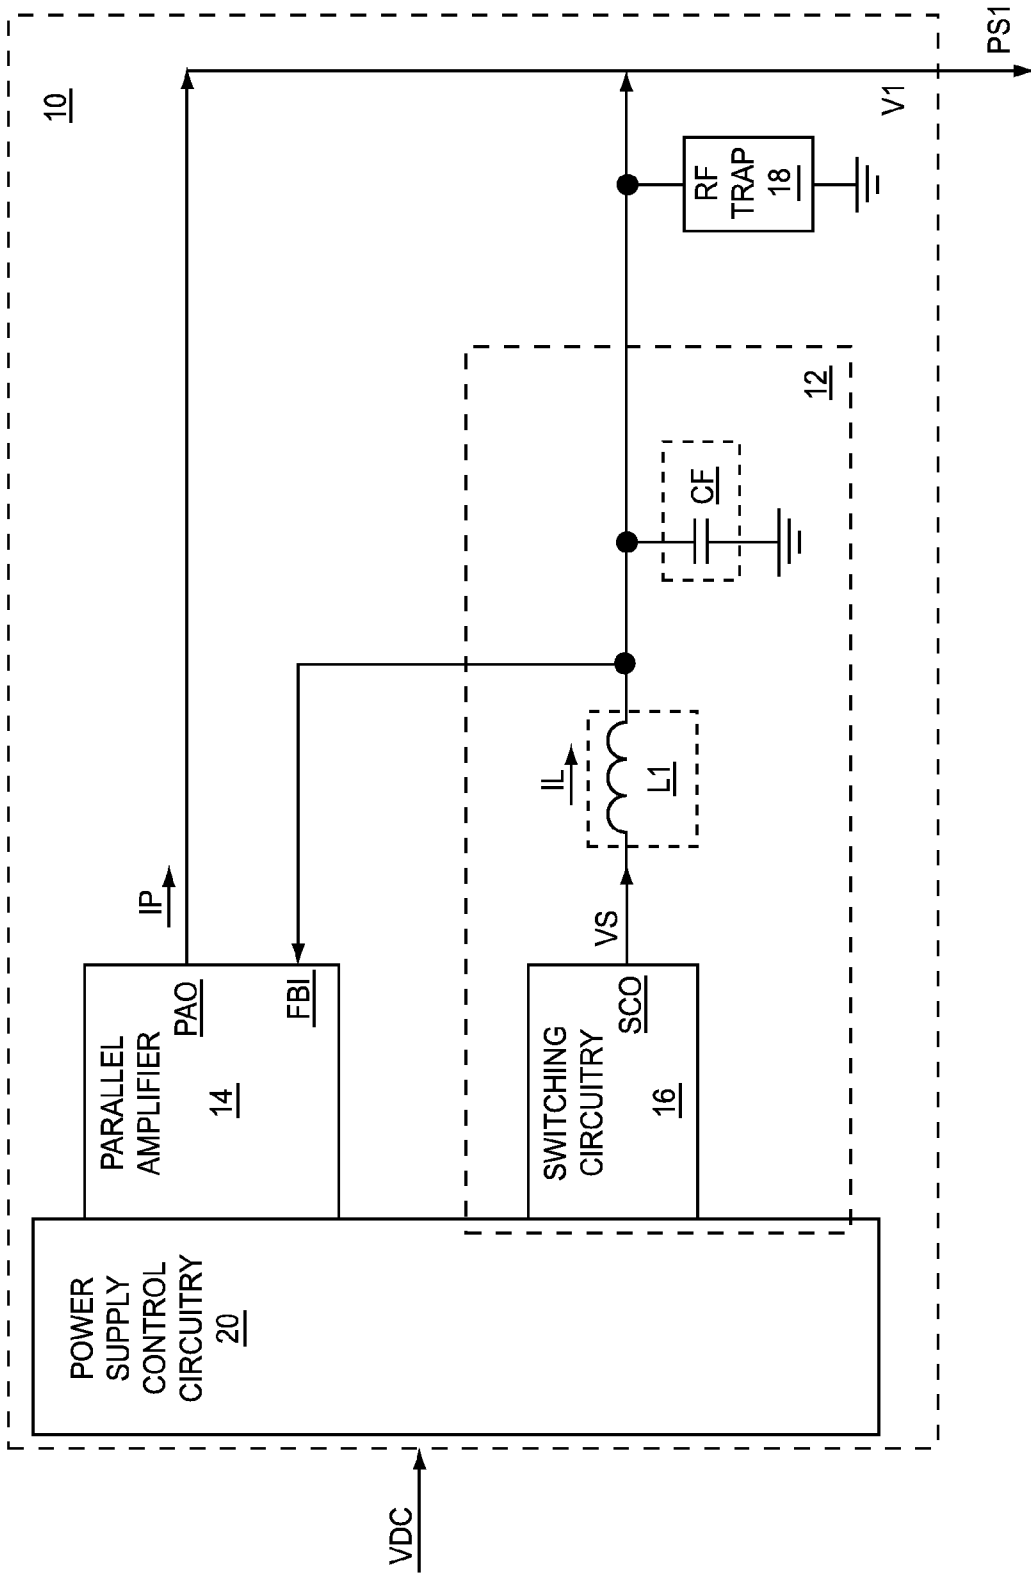 10
POWER
SUPPLY
CONTROL
CIRCUITRY
20
VDC
PARALLEL
AMPLIFIER
14
PAO
FBI
IP
SWITCHING
CIRCUITRY
16
SCO
VS
IL
L1
CF
12
RF
TRAP
18
V1
PS1